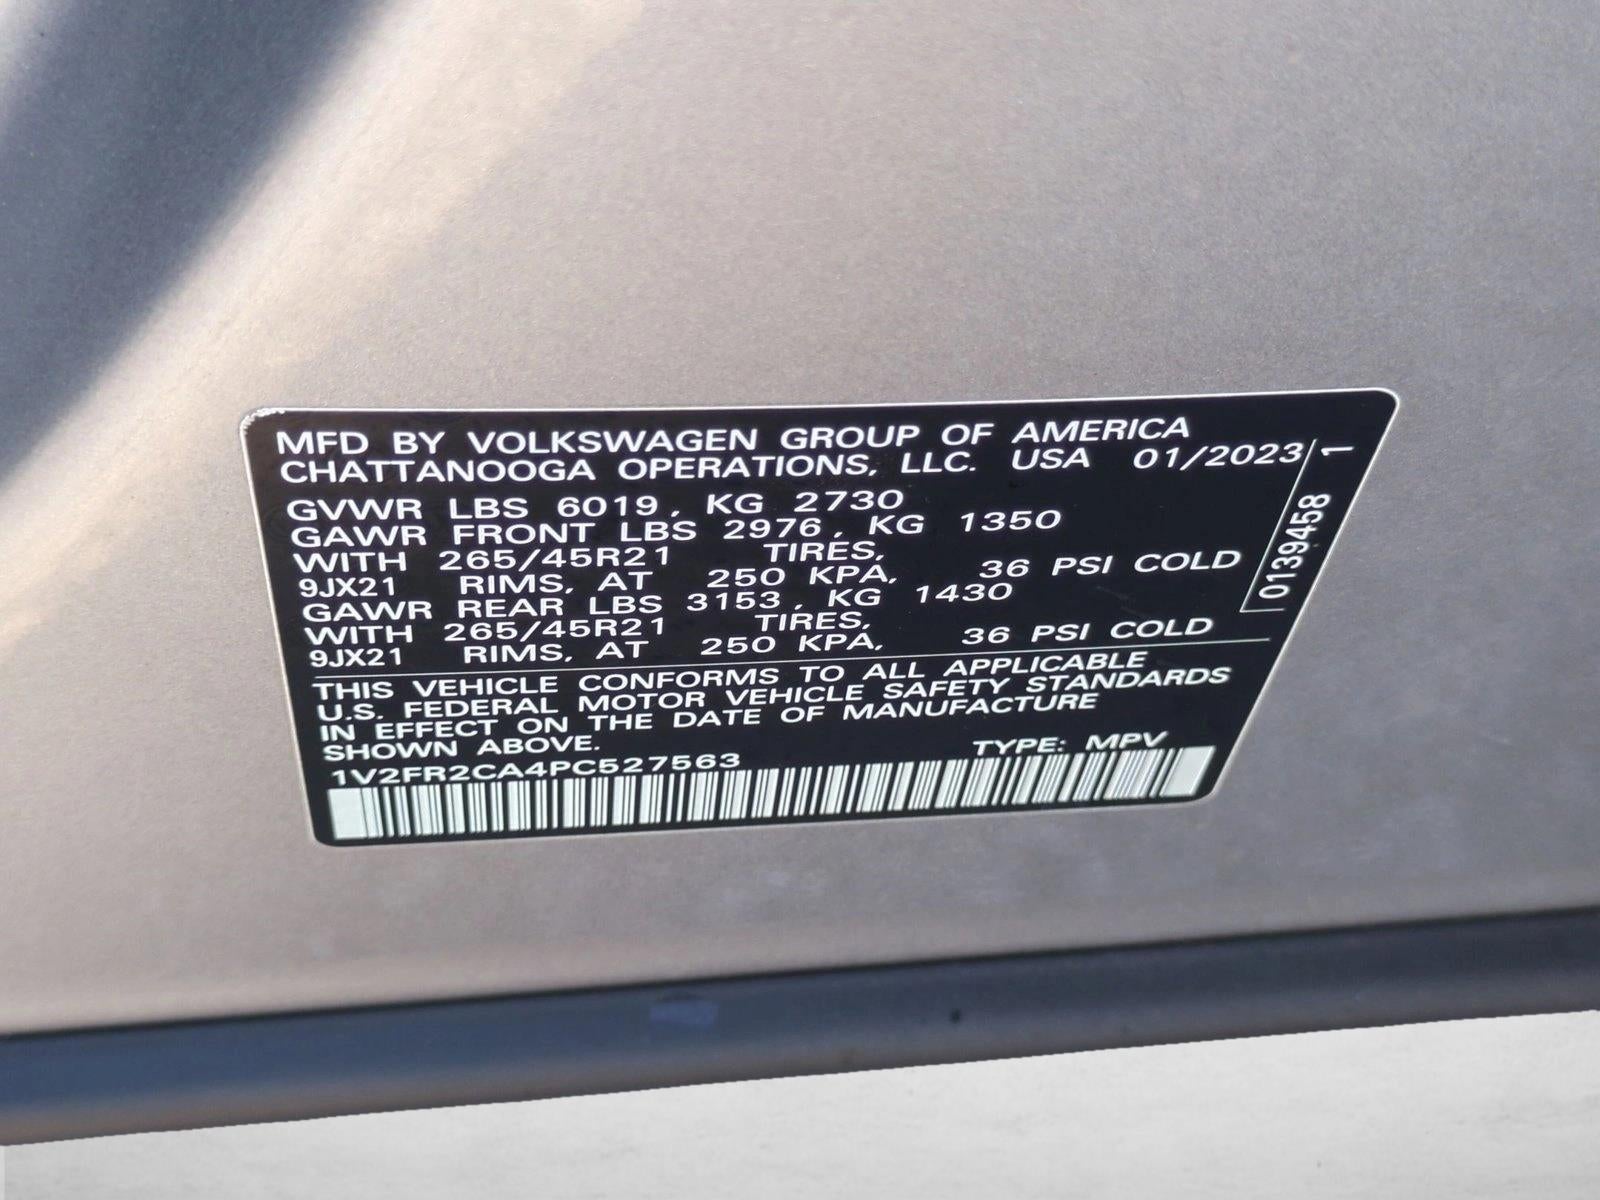 MFD BY VOLKSWAGEN GROUP OF AMERICA
CHATTANOOGA OPERATIONS, LLC. USA 01/2023
GVWR LBS 6019, KG 2730
GAWR FRONT LBS 2976, KG 1350
WITH 265/45R21 TIRES,
9JX21 RIMS, AT 250 KPA, 36 PSI COLD
GAWR REAR LBS 3153, KG 1430
WITH 265/45R21 TIRES,
9JX21 RIMS, AT 250 KPA, 36 PSI COLD
THIS VEHICLE CONFORMS TO ALL APPLICABLE
U.S. FEDERAL MOTOR VEHICLE SAFETY STANDARDS
IN EFFECT ON THE DATE OF MANUFACTURE
SHOWN ABOVE.
TYPE: MPV
1V2FR2CA4PC527563
0139458 1